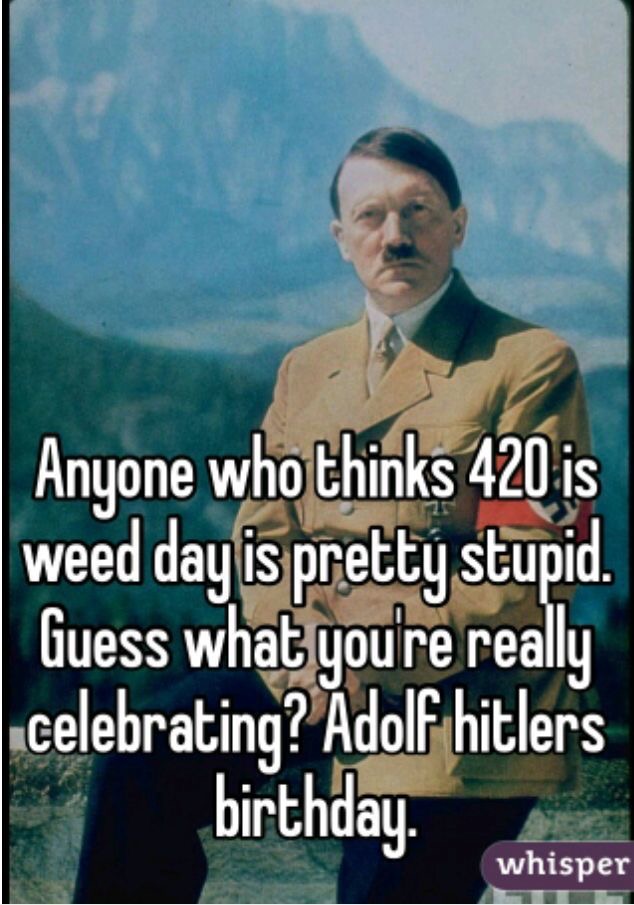 Anyone who thinks 420 is
weed day is pretty stupid.
Guess what you're really
celebrating? Adolf hitlers
birthday.
whisper